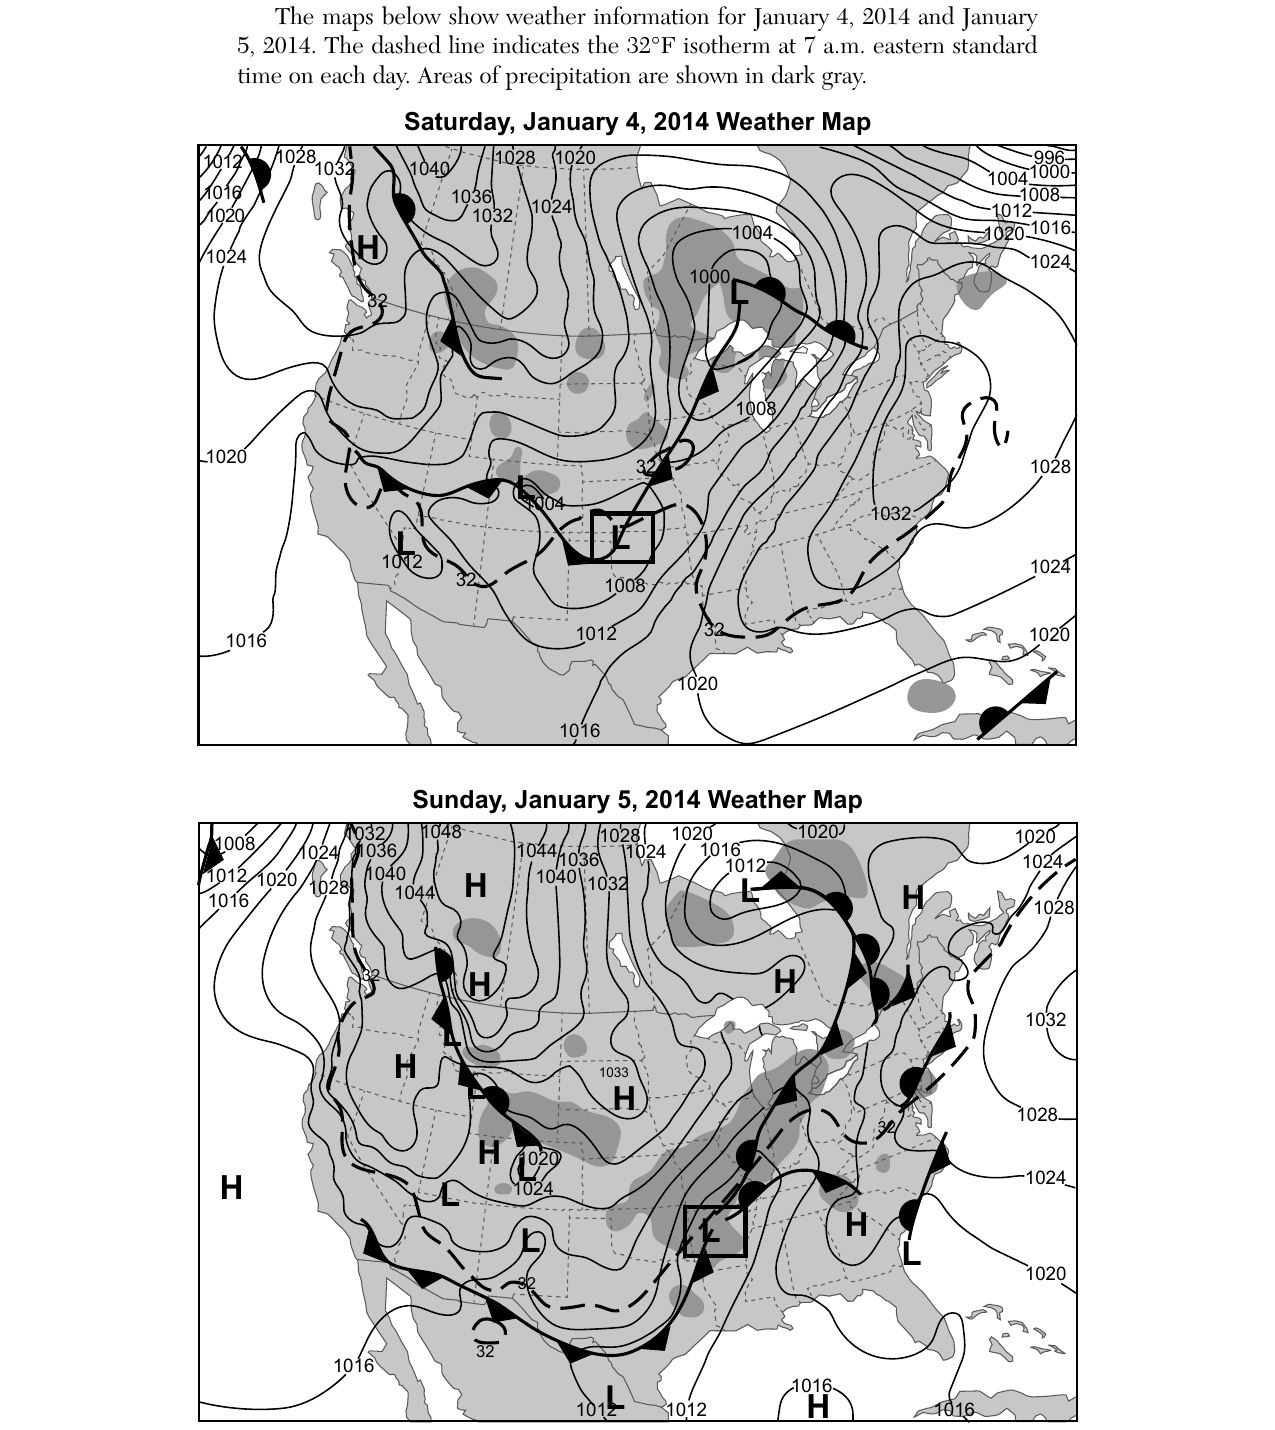 The maps below show weather information for January 4, 2014 and January
5, 2014. The dashed line indicates the 32°F isotherm at 7 a.m. eastern standard
time on each day. Areas of precipitation are shown in dark gray.
Saturday, January 4, 2014 Weather Map
1012 1028 1032 1040 1028 1020 996
1000
1004
1016 1036 1024 1008
1020 1032 1012
1016
1004 1020
H
1024 1024
1000
L
32
1008
1020 32 1028
L
1004 1032
L L
1012
32 1008 1024
32
1016 1012 1020
1020
1016
Sunday, January 5, 2014 Weather Map
1032 1048 1028 1020 1020 1020
1008 1024 1036 1044 1036 1024 1016 1024
1012 1020 1028 1040 1044 H 1040 1032 1012 L H
1016 1028
32 H H
1032
L
H 1033
L H
1028
32
H 1020
L
H 1024 1024
L
H
L L L
1020
32
32
1016
1016
L H
1012 1012 1016